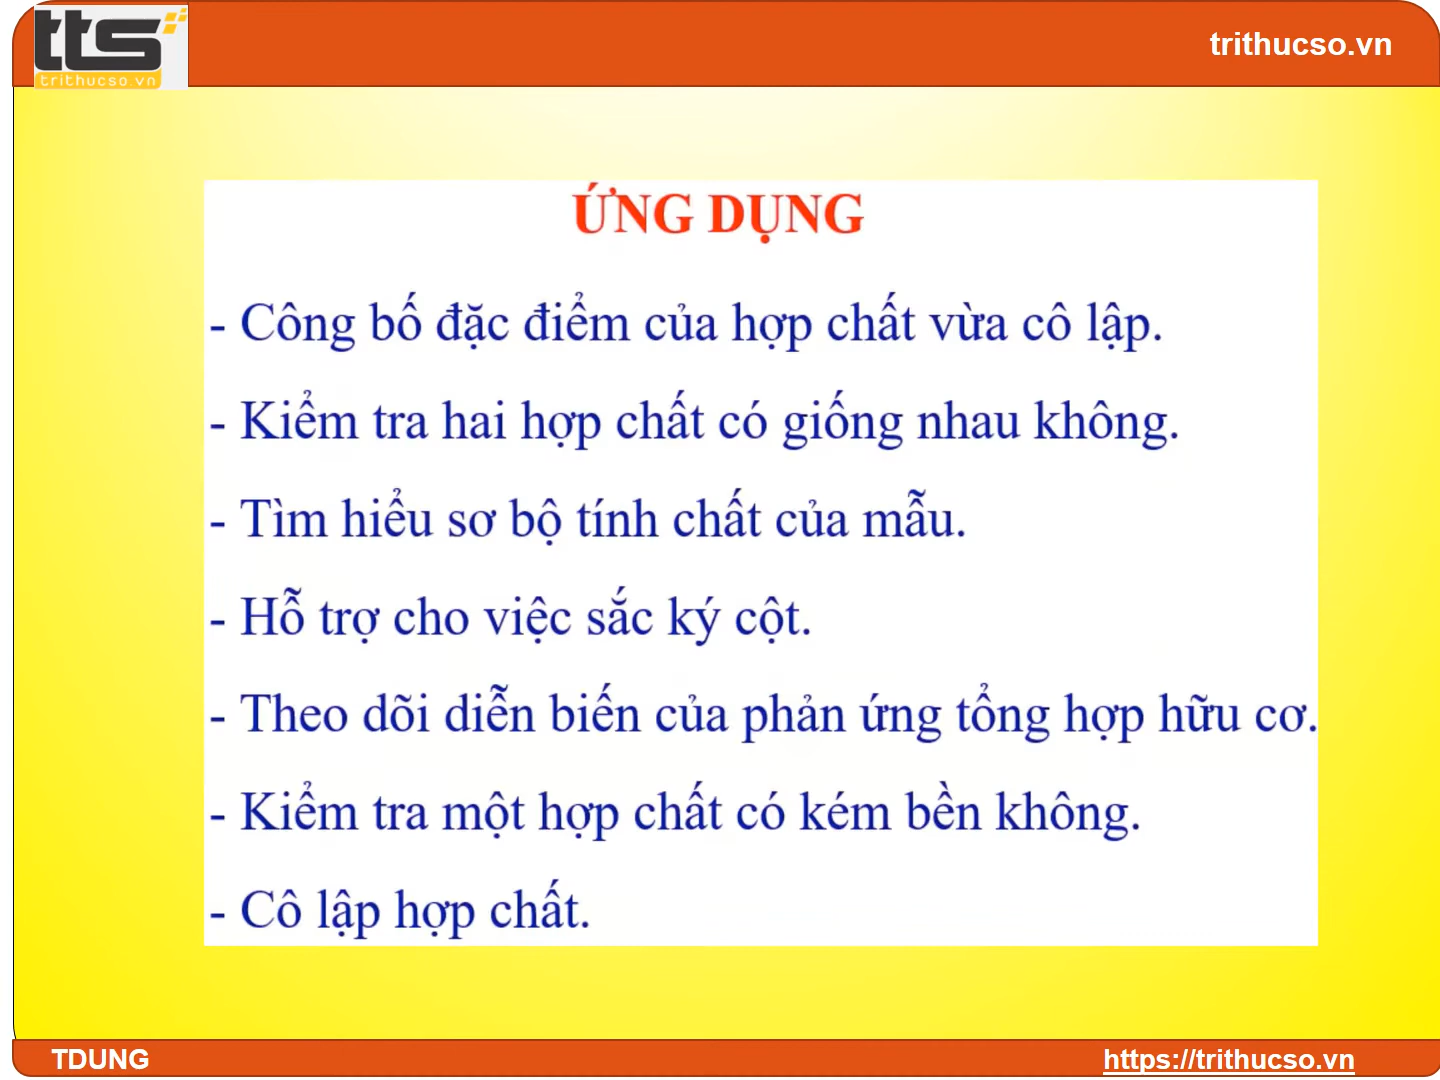 tts
trithucso.vn
trithucso.vn
ỨNG DỤNG
- Công bố đặc điểm của hợp chất vừa cô lập.
- Kiểm tra hai hợp chất có giống nhau không.
- Tìm hiểu sơ bộ tính chất của mẫu.
- Hỗ trợ cho việc sắc ký cột.
- Theo dõi diễn biến của phản ứng tổng hợp hữu cơ.
- Kiểm tra một hợp chất có kém bền không.
- Cô lập hợp chất.
TDUNG
https://trithucso.vn